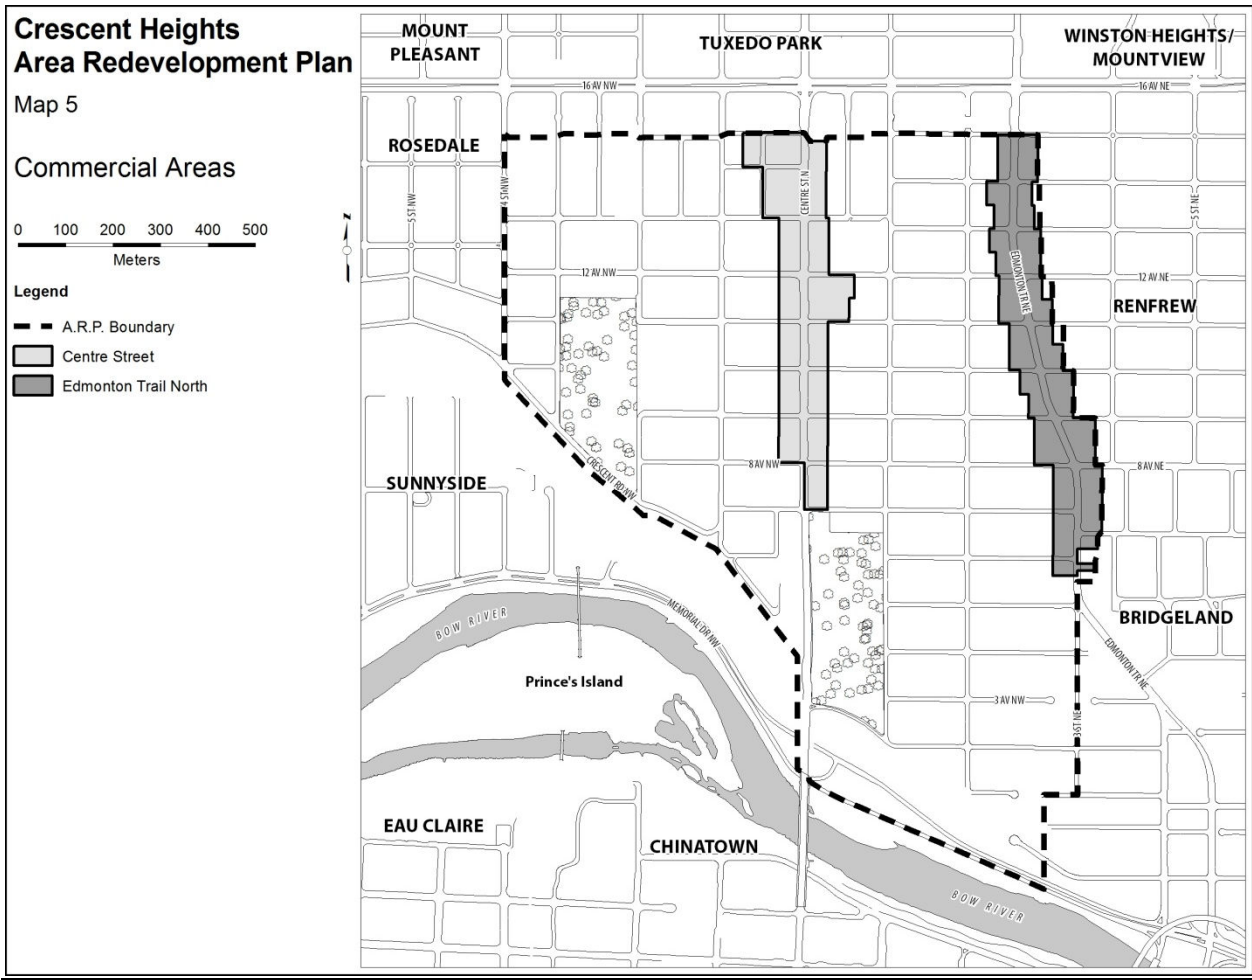 Crescent Heights
Area Redevelopment Plan
Map 5
Commercial Areas
0 100 200 300 400 500
Meters
Legend
A.R.P. Boundary
Centre Street
Edmonton Trail North
MOUNT
PLEASANT
TUXEDO PARK
WINSTON HEIGHTS/
MOUNTVIEW
16 AV NW
16 AV NE
ROSEDALE
5 ST NW
4 ST NW
CENTRE ST N
5 ST NE
12 AV NW
EDMONTON TR NE
12 AV NE
RENFREW
8 AV NW
8 AV NE
CRESCENT RD NW
SUNNYSIDE
BOW RIVER
MEMORIAL DR NW
BRIDGELAND
EDMONTON TR NE
Prince's Island
3 AV NW
3 ST NE
EAU CLAIRE
CHINATOWN
BOW RIVER